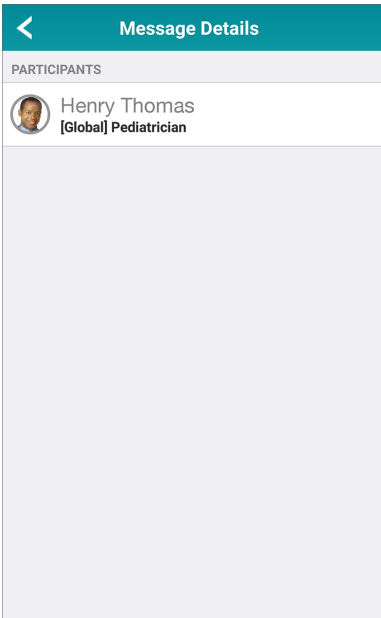 Message Details
PARTICIPANTS
Henry Thomas
[Global] Pediatrician